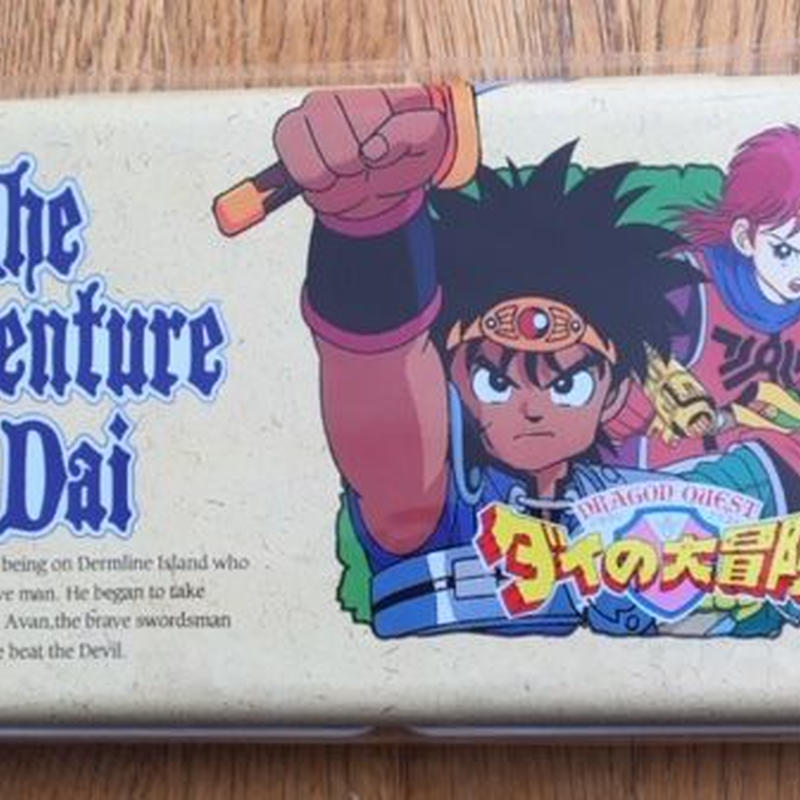 The
enture
Dai
being on Dermline Island who
ve man. He began to take
Avan,the brave swordsman
e beat the Devil.
DRAGON QUEST
ダイの大冒険